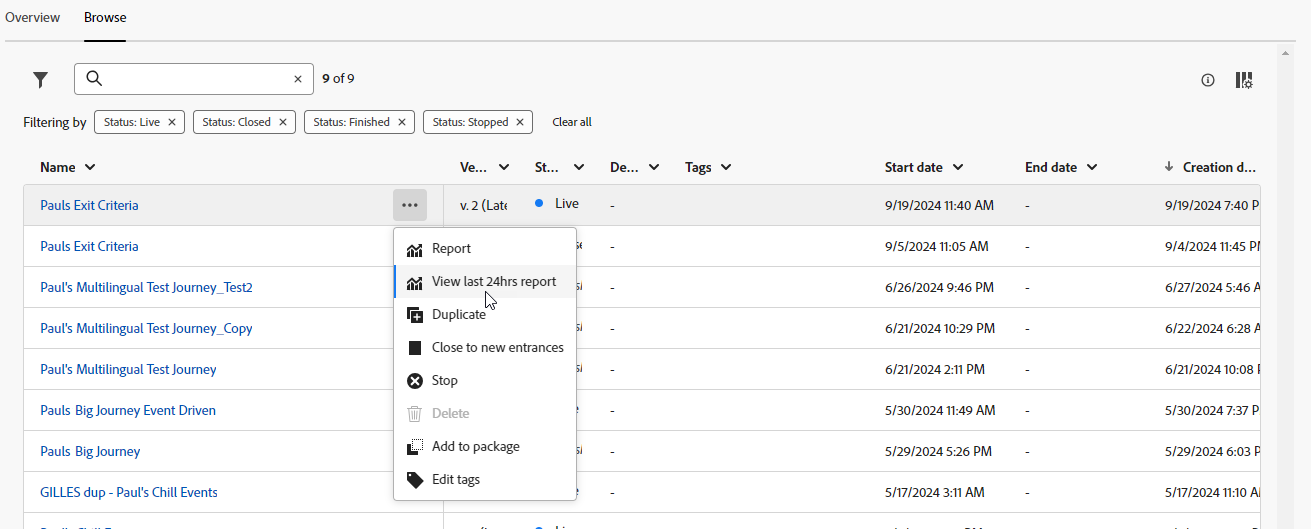 Overview Browse
9 of 9
Filtering by Status: Live Status: Closed Status: Finished Status: Stopped Clear all
Name Ve... St... De... Tags Start date End date Creation d...
Pauls Exit Criteria v. 2 (Late Live - 9/19/2024 11:40 AM - 9/19/2024 7:40 P
Pauls Exit Criteria - 9/5/2024 11:05 AM - 9/4/2024 11:45 PM
Paul's Multilingual Test Journey_Test2 - 6/26/2024 9:46 PM - 6/27/2024 5:46 A
Paul's Multilingual Test Journey_Copy - 6/21/2024 10:29 PM - 6/22/2024 6:28 A
Paul's Multilingual Test Journey - 6/21/2024 2:11 PM - 6/21/2024 10:08 P
Pauls Big Journey Event Driven - 5/30/2024 11:49 AM - 5/30/2024 7:37 P
Pauls Big Journey - 5/29/2024 5:26 PM - 5/29/2024 6:03 P
GILLES dup - Paul's Chill Events - 5/17/2024 3:11 AM - 5/17/2024 11:10 A
Report
View last 24hrs report
Duplicate
Close to new entrances
Stop
Delete
Add to package
Edit tags